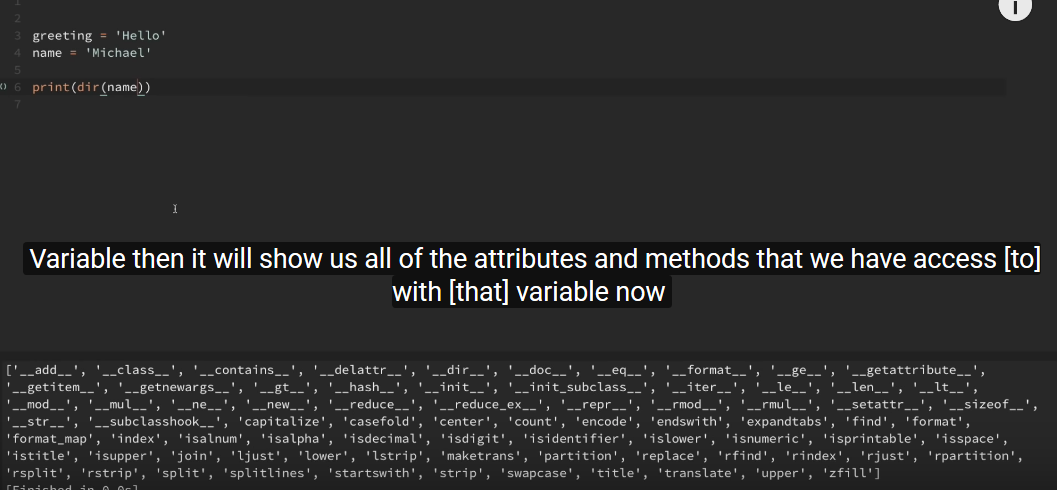 1
2
3 greeting = 'Hello'
4 name = 'Michael'
5
6 print(dir(name))
7
Variable then it will show us all of the attributes and methods that we have access [to]
with [that] variable now
['__add__', '__class__', '__contains__', '__delattr__', '__dir__', '__doc__', '__eq__', '__format__', '__ge__', '__getattribute__',
'__getitem__', '__getnewargs__', '__gt__', '__hash__', '__init__', '__init_subclass__', '__iter__', '__le__', '__len__', '__lt__',
'__mod__', '__mul__', '__ne__', '__new__', '__reduce__', '__reduce_ex__', '__repr__', '__rmod__', '__rmul__', '__setattr__', '__sizeof__',
'__str__', '__subclasshook__', 'capitalize', 'casefold', 'center', 'count', 'encode', 'endswith', 'expandtabs', 'find', 'format',
'format_map', 'index', 'isalnum', 'isalpha', 'isdecimal', 'isdigit', 'isidentifier', 'islower', 'isnumeric', 'isprintable', 'isspace',
'istitle', 'isupper', 'join', 'ljust', 'lower', 'lstrip', 'maketrans', 'partition', 'replace', 'rfind', 'rindex', 'rjust', 'rpartition',
'rsplit', 'rstrip', 'split', 'splitlines', 'startswith', 'strip', 'swapcase', 'title', 'translate', 'upper', 'zfill']
[Finished in 0.0s]